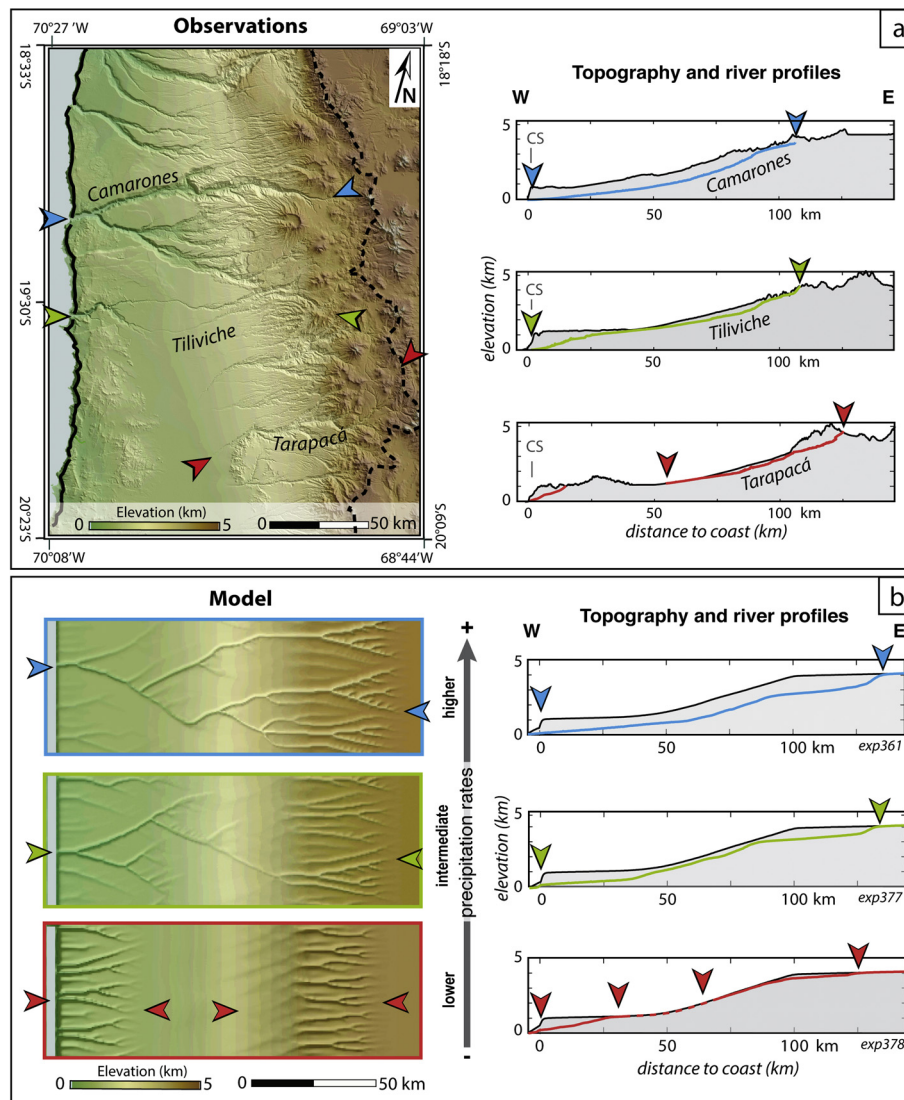 Observations
a
70°27 'W
69°03 'W
18°33'S
18°18'S
N
Camarones
19°30'S
Tiliviche
Tarapacá
Elevation (km)
0
5
0
50 km
20°23'S
20°09'S
70°08 'W
68°44 'W
Topography and river profiles
W
E
5
CS
Camarones
0
0
50
100 km
elevation (km)
5
CS
Tiliviche
0
0
50
100 km
5
CS
Tarapacá
0
0
50
100 km
distance to coast (km)
b
Model
+
higher
intermediate
lower
precipitation rates
-
Elevation (km)
0
5
0
50 km
Topography and river profiles
W
E
5
0
0
50
100 km
exp361
elevation (km)
5
0
0
50
100 km
exp377
5
0
0
50
100 km
exp378
distance to coast (km)